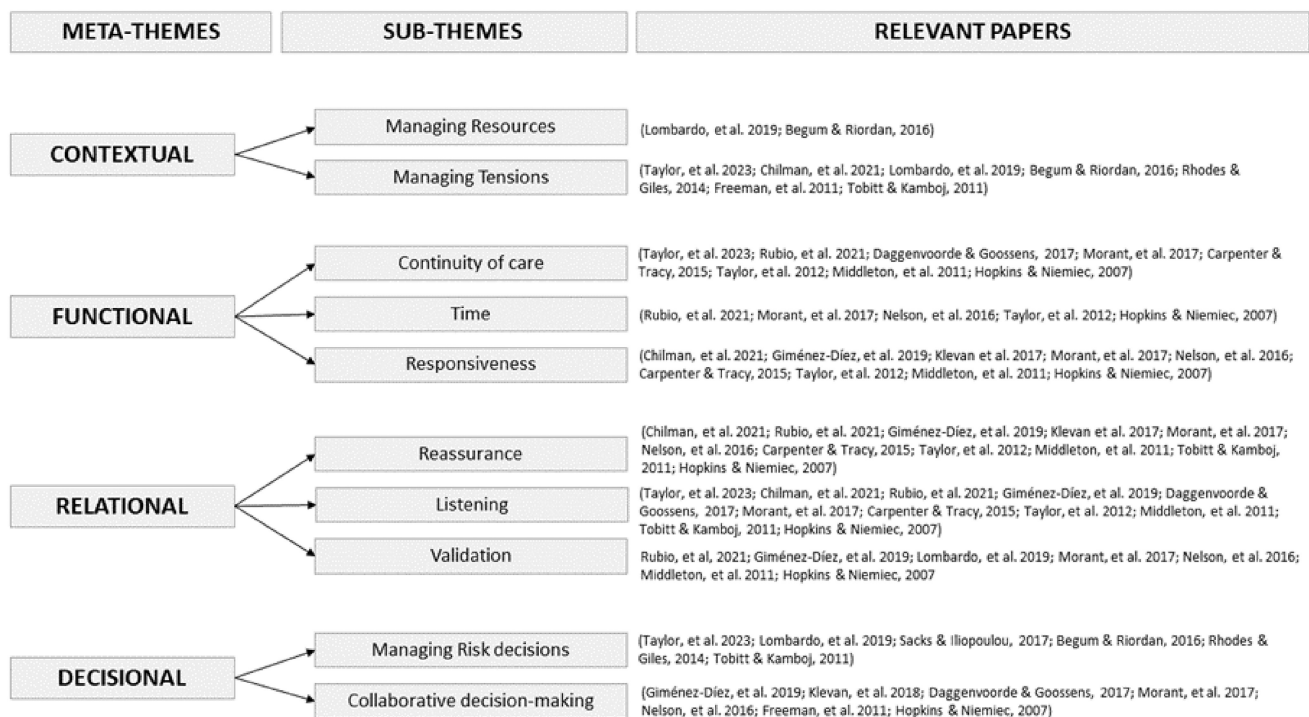 META-THEMES SUB-THEMES RELEVANT PAPERS
CONTEXTUAL
Managing Resources
(Lombardo, et al. 2019; Begum & Riordan, 2016)
Managing Tensions
(Taylor, et al. 2023; Chilman, et al. 2021; Lombardo, et al. 2019; Begum & Riordan, 2016; Rhodes &
Giles, 2014; Freeman, et al. 2011; Tobitt & Kamboj, 2011)
FUNCTIONAL
Continuity of care
(Taylor, et al. 2023; Rubio, et al. 2021; Daggenvoorde & Goossens, 2017; Morant, et al. 2017; Carpenter &
Tracy, 2015; Taylor, et al. 2012; Middleton, et al. 2011; Hopkins & Niemiec, 2007)
Time
(Rubio, et al. 2021; Morant, et al. 2017; Nelson, et al. 2016; Taylor, et al. 2012; Hopkins & Niemiec, 2007)
Responsiveness
(Chilman, et al. 2021; Giménez-Díez, et al. 2019; Klevan et al. 2017; Morant, et al. 2017; Nelson, et al. 2016;
Carpenter & Tracy, 2015; Taylor, et al. 2012; Middleton, et al. 2011; Hopkins & Niemiec, 2007)
RELATIONAL
Reassurance
(Chilman, et al. 2021; Rubio, et al. 2021; Giménez-Díez, et al. 2019; Klevan et al. 2017; Morant, et al. 2017;
Nelson, et al. 2016; Carpenter & Tracy, 2015; Taylor, et al. 2012; Middleton, et al. 2011; Tobitt & Kamboj,
2011; Hopkins & Niemiec, 2007)
Listening
(Taylor, et al. 2023; Chilman, et al. 2021; Rubio, et al. 2021; Giménez-Díez, et al. 2019; Daggenvoorde &
Goossens, 2017; Morant, et al. 2017; Carpenter & Tracy, 2015; Taylor, et al. 2012; Middleton, et al. 2011;
Tobitt & Kamboj, 2011; Hopkins & Niemiec, 2007)
Validation
Rubio, et al, 2021; Giménez-Díez, et al. 2019; Lombardo, et al. 2019; Morant, et al. 2017; Nelson, et al. 2016;
Middleton, et al. 2011; Hopkins & Niemiec, 2007
DECISIONAL
Managing Risk decisions
(Taylor, et al. 2023; Lombardo, et al. 2019; Sacks & Iliopoulou, 2017; Begum & Riordan, 2016; Rhodes &
Giles, 2014; Tobitt & Kamboj, 2011)
Collaborative decision-making
(Giménez-Díez, et al. 2019; Klevan, et al. 2018; Daggenvoorde & Goossens, 2017; Morant, et al. 2017;
Nelson, et al. 2016; Freeman, et al. 2011; Hopkins & Niemiec, 2007)